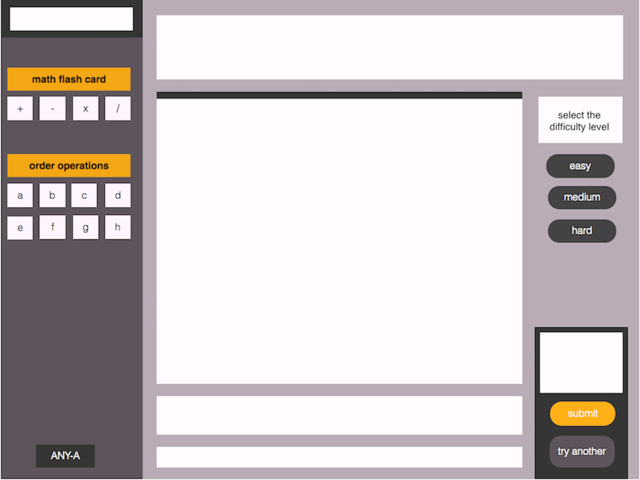 math flash card
+ - x /
order operations
a b c d
e f g h
ANY-A
select the
difficulty level
easy
medium
hard
submit
try another